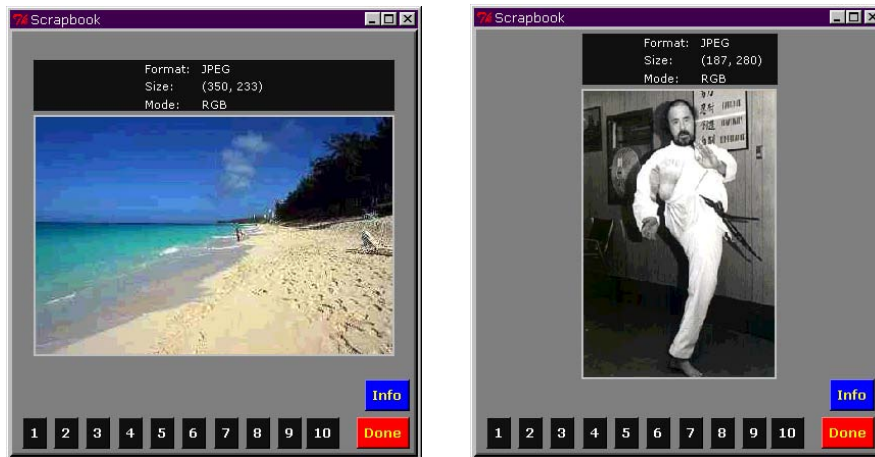 Scrapbook
Format: JPEG
Size: (350, 233)
Mode: RGB
Info
1 2 3 4 5 6 7 8 9 10 Done
Scrapbook
Format: JPEG
Size: (187, 280)
Mode: RGB
Info
1 2 3 4 5 6 7 8 9 10 Done